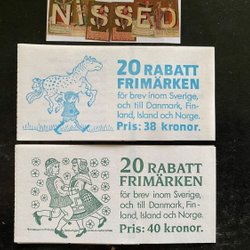 NISSED
20 RABATT
FRIMÄRKEN
för brev inom Sverige,
och till Danmark, Fin-
land, Island och Norge.
Pris: 38 kronor.
20 RABATT
FRIMÄRKEN
för brev inom Sverige,
och till Danmark, Fin-
land, Island och Norge.
Pris: 40 kronor.